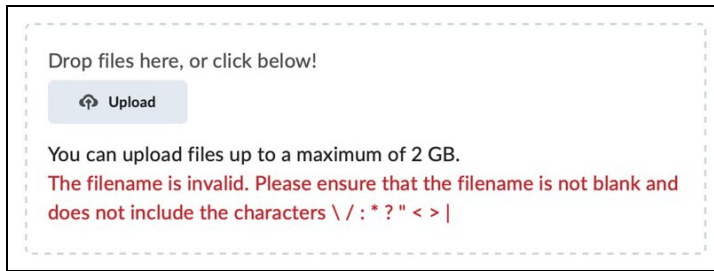 Drop files here, or click below!
Upload
You can upload files up to a maximum of 2 GB.
The filename is invalid. Please ensure that the filename is not blank and
does not include the characters \ / : * ? " < > |